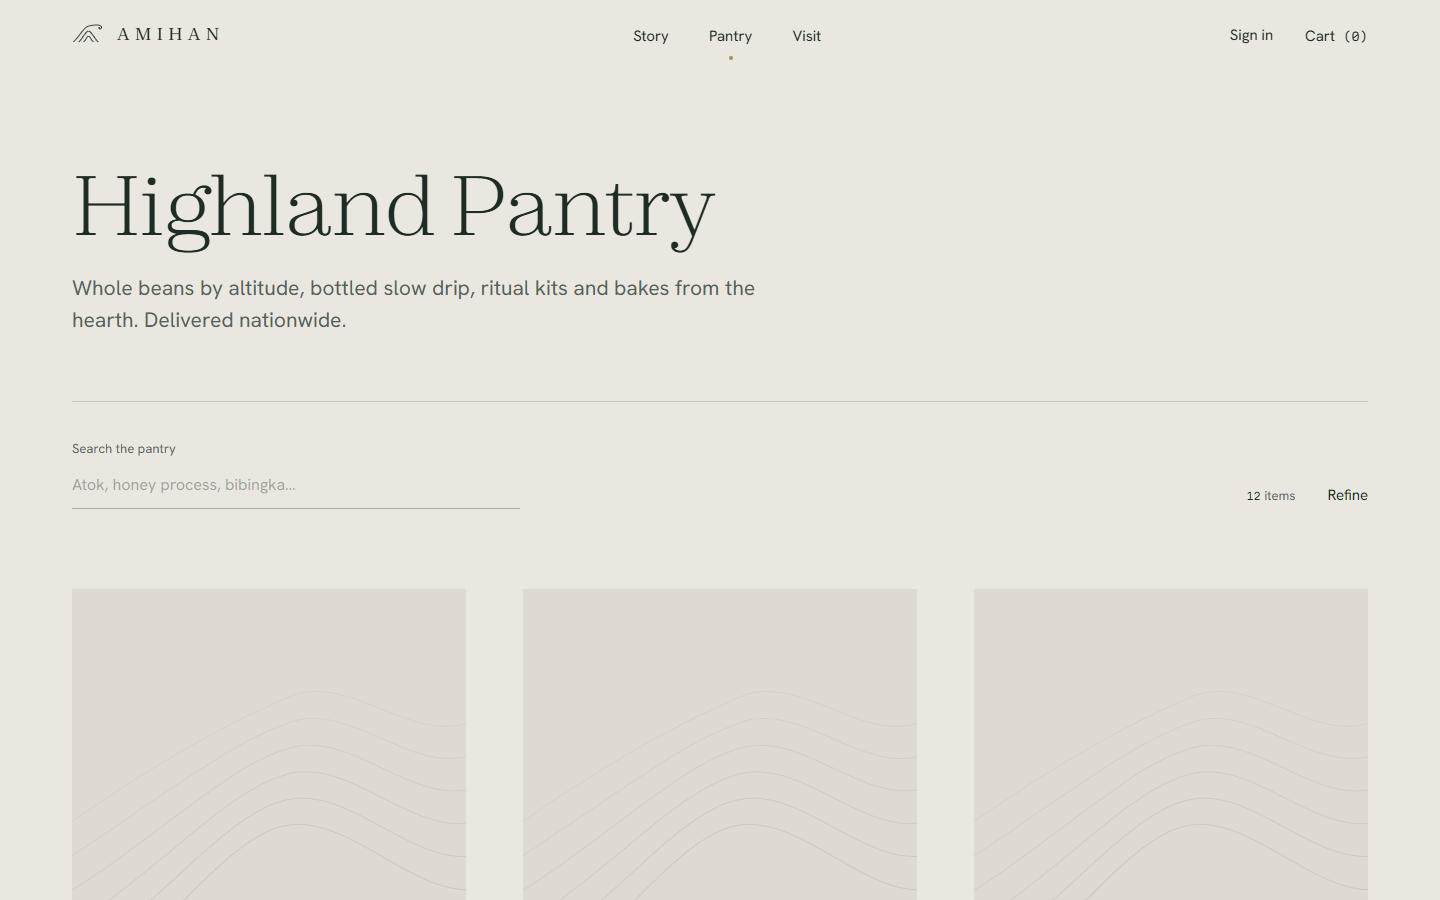 AMIHAN
Story
Pantry
Visit
Sign in
Cart (0)
Highland Pantry
Whole beans by altitude, bottled slow drip, ritual kits and bakes from the
hearth. Delivered nationwide.
Search the pantry
Atok, honey process, bibingka...
12 items
Refine